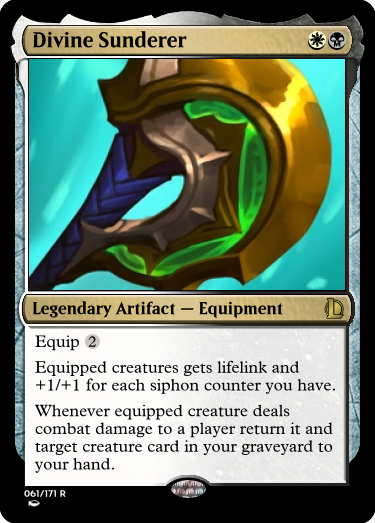 Divine Sunderer
Legendary Artifact — Equipment
Equip 2
Equipped creatures gets lifelink and
+1/+1 for each siphon counter you have.
Whenever equipped creature deals
combat damage to a player return it and
target creature card in your graveyard to
your hand.
061/171 R